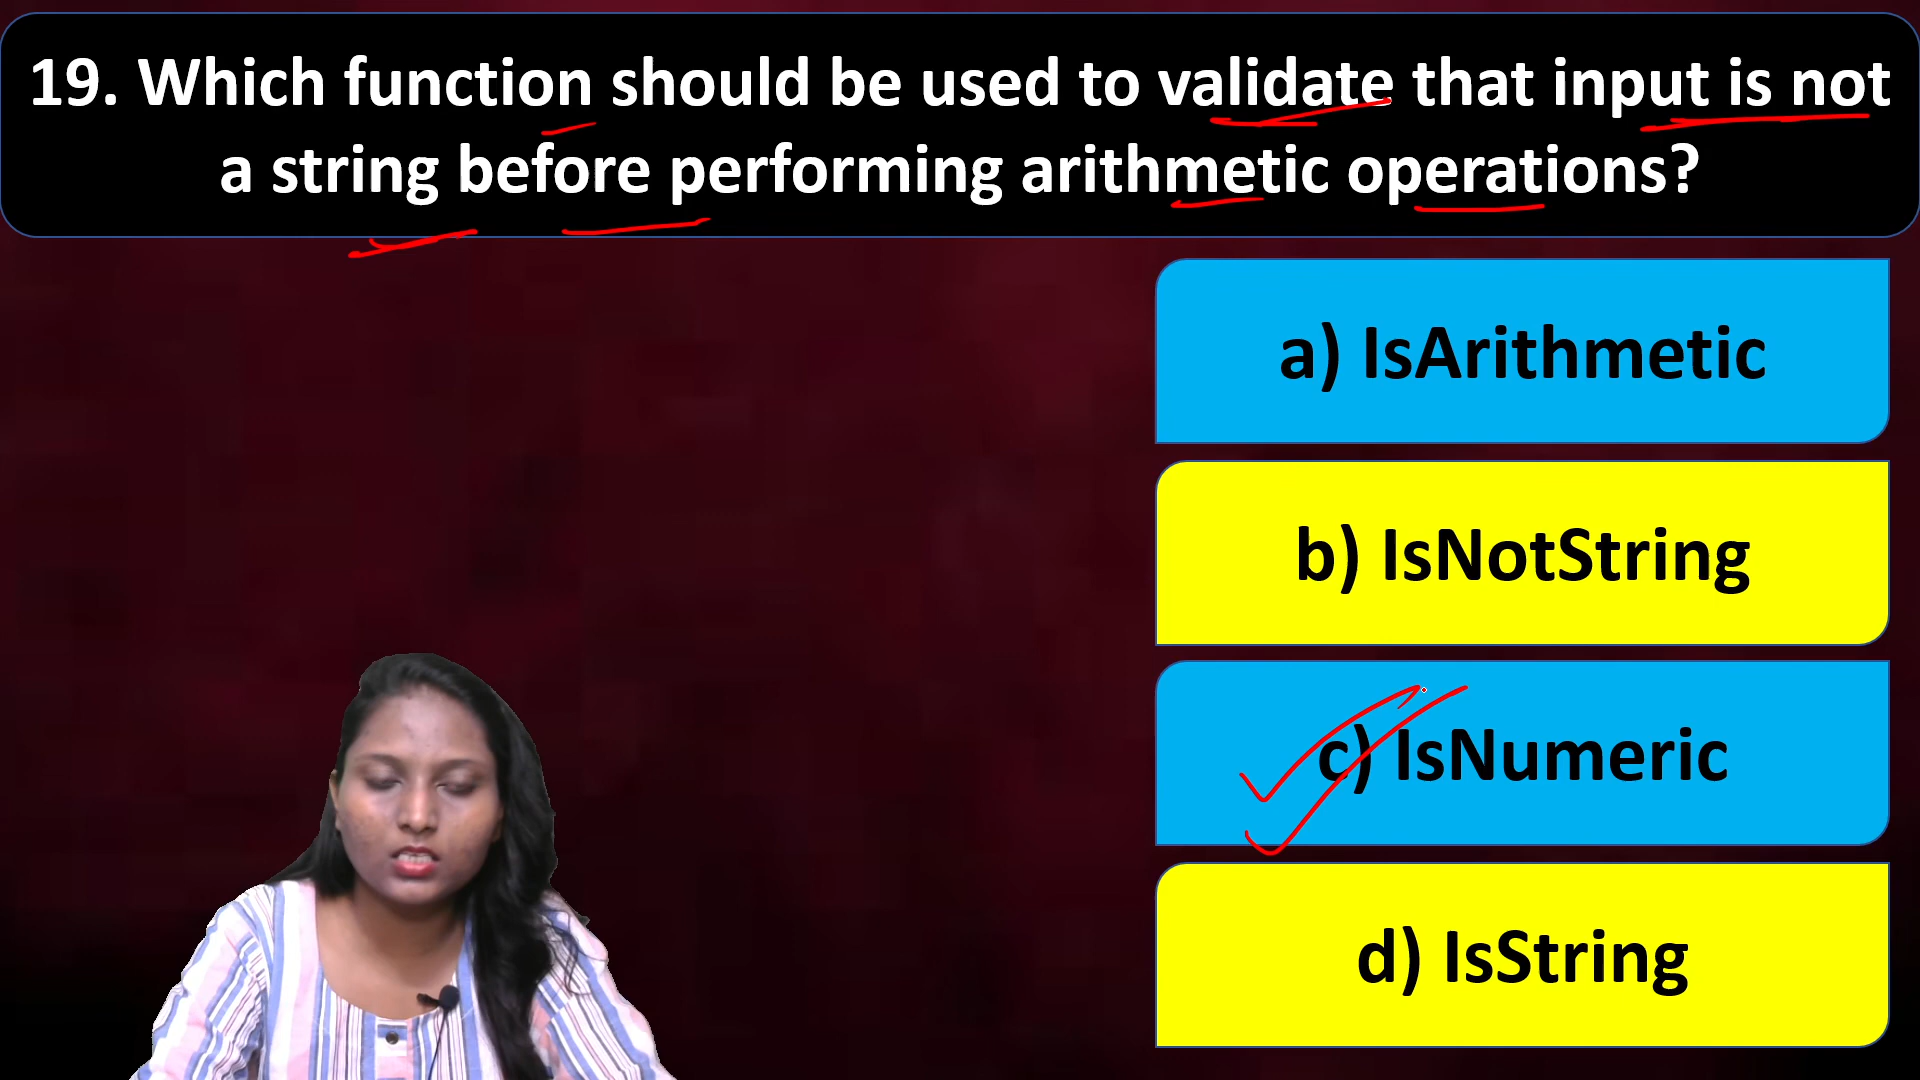 19. Which function should be used to validate that input is not
a string before performing arithmetic operations?
a) IsArithmetic
b) IsNotString
c) IsNumeric
d) IsString